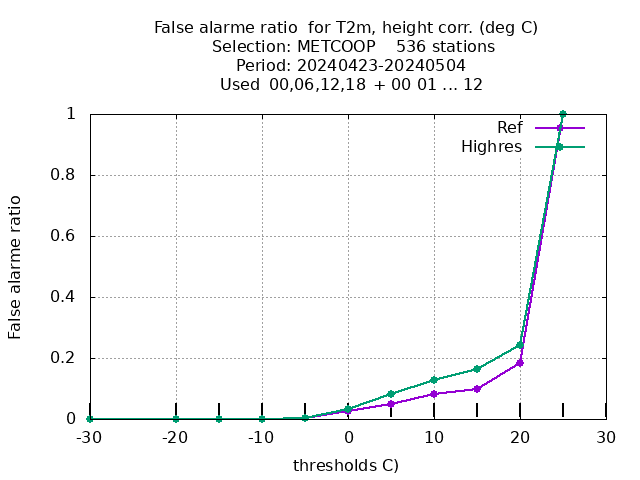 False alarme ratio  for T2m, height corr. (deg C)
Selection: METCOOP    536 stations
Period: 20240423-20240504
Used  00,06,12,18  + 00 01 ... 12
Ref
Highres
1
0.8
0.6
0.4
0.2
0
False alarme ratio
-30
-20
-10
0
10
20
30
thresholds C)